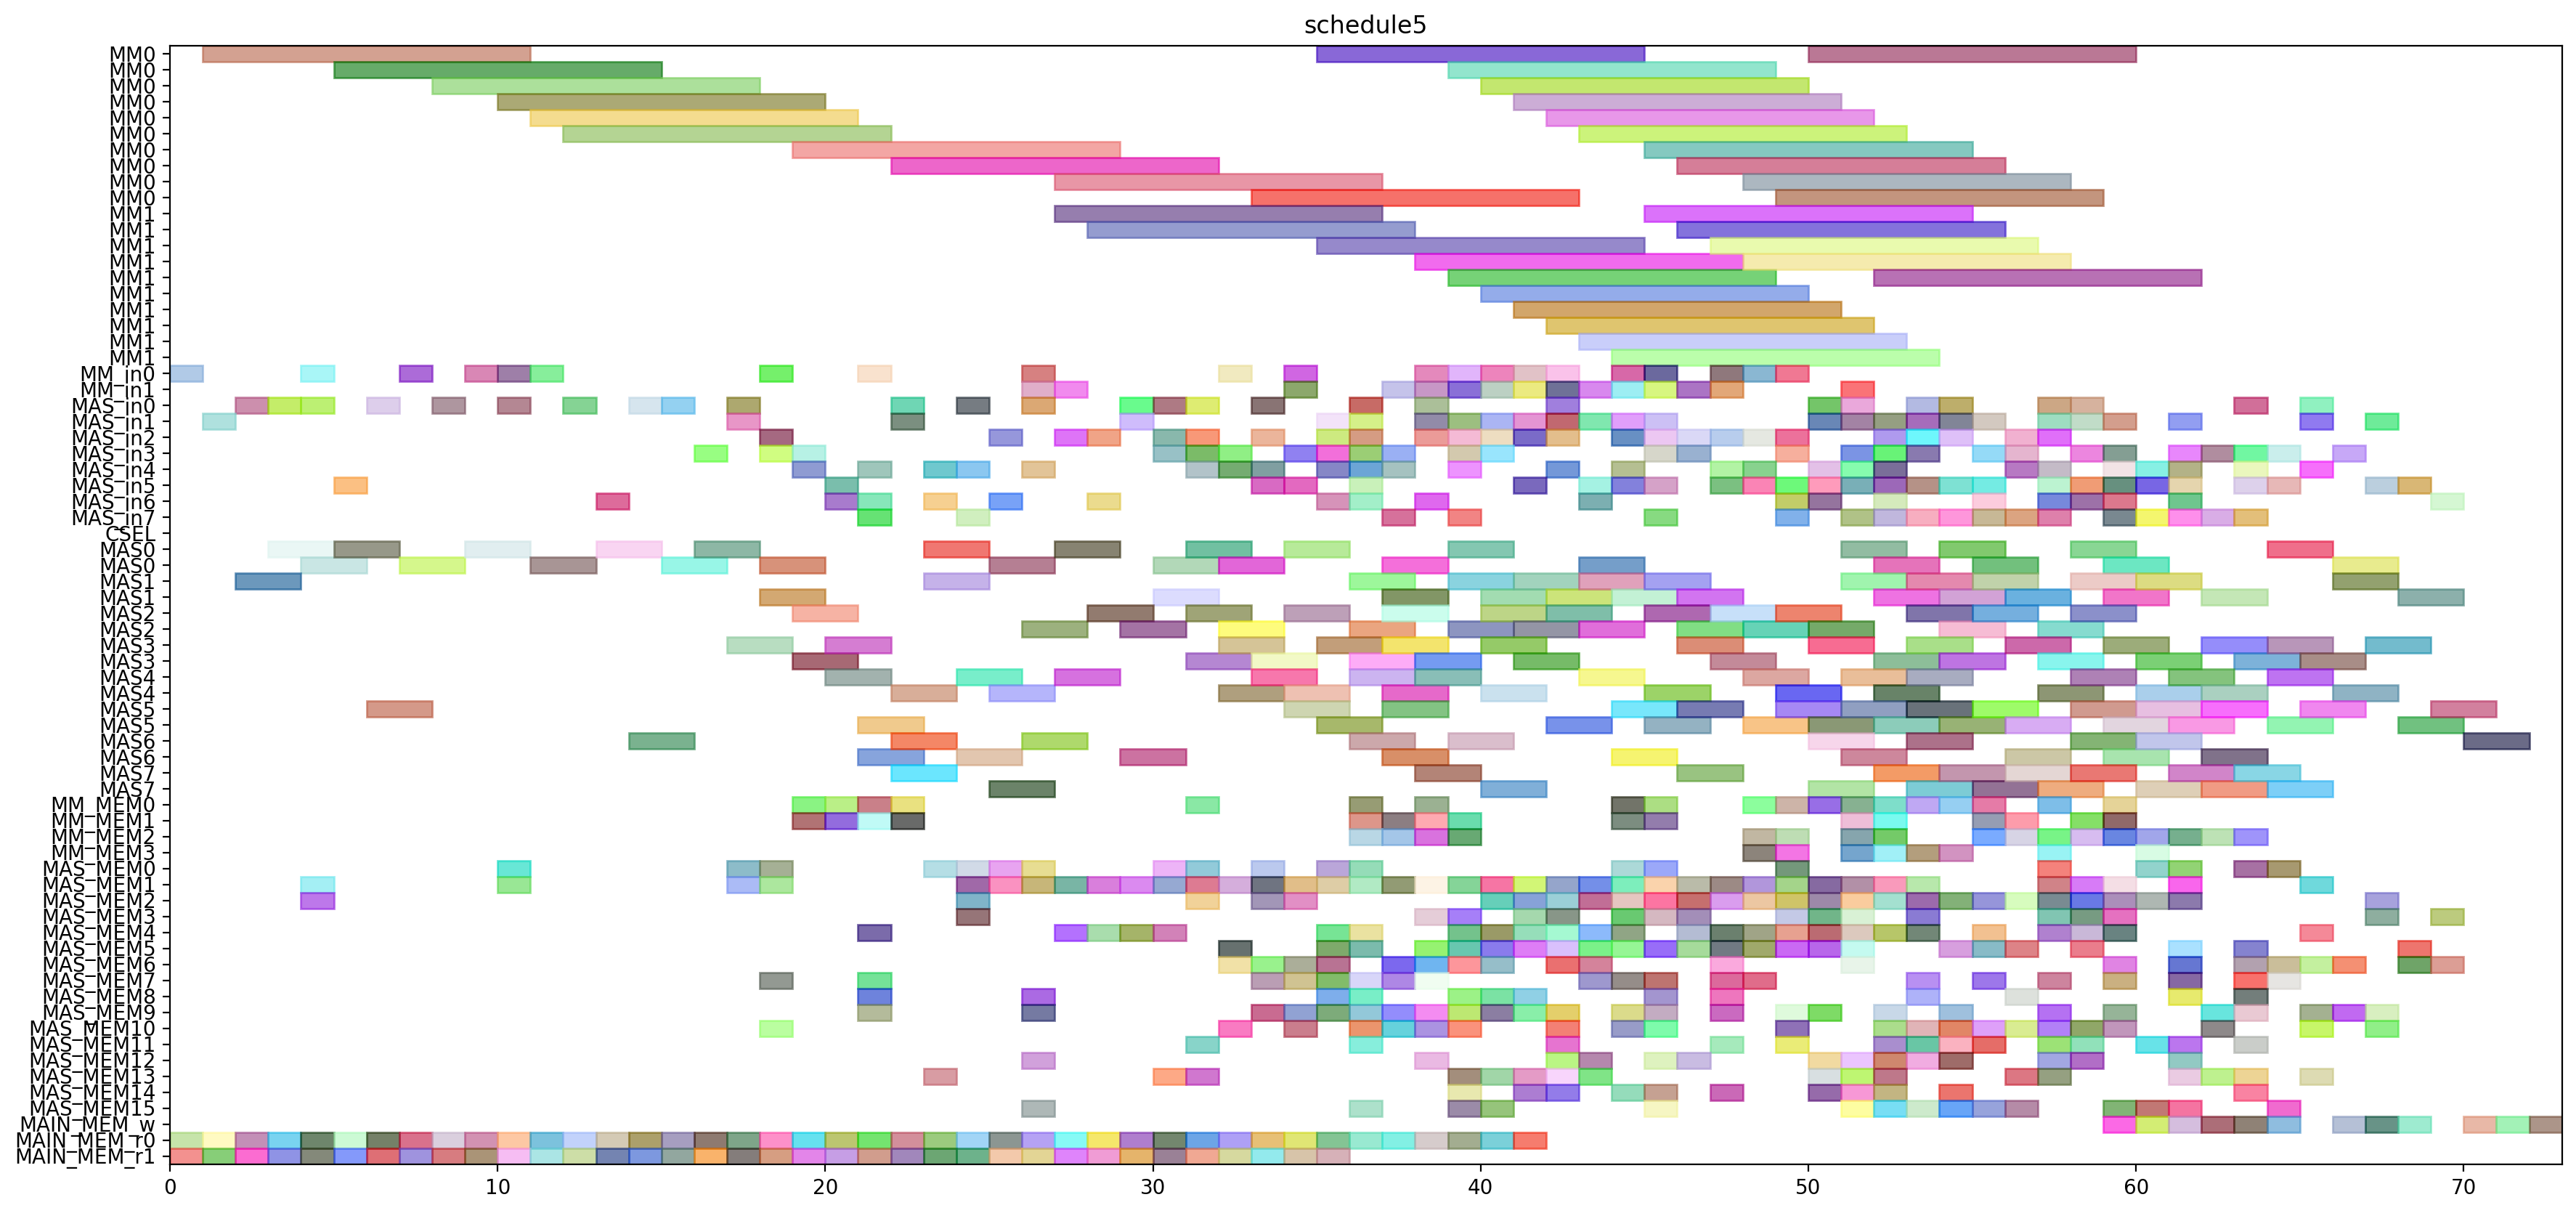 schedule5
MM0
MM0
MM0
MM0
MM0
MM0
MM0
MM0
MM0
MM0
MM1
MM1
MM1
MM1
MM1
MM1
MM1
MM1
MM1
MM1
MM_in0
MM_in1
MAS_in0
MAS_in1
MAS_in2
MAS_in3
MAS_in4
MAS_in5
MAS_in6
MAS_in7
CSEL
MAS0
MAS0
MAS1
MAS1
MAS2
MAS2
MAS3
MAS3
MAS4
MAS4
MAS5
MAS5
MAS6
MAS6
MAS7
MAS7
MM_MEM0
MM_MEM1
MM_MEM2
MM_MEM3
MAS_MEM0
MAS_MEM1
MAS_MEM2
MAS_MEM3
MAS_MEM4
MAS_MEM5
MAS_MEM6
MAS_MEM7
MAS_MEM8
MAS_MEM9
MAS_MEM10
MAS_MEM11
MAS_MEM12
MAS_MEM13
MAS_MEM14
MAS_MEM15
MAIN_MEM_w
MAIN_MEM_r0
MAIN_MEM_r1
0 10 20 30 40 50 60 70